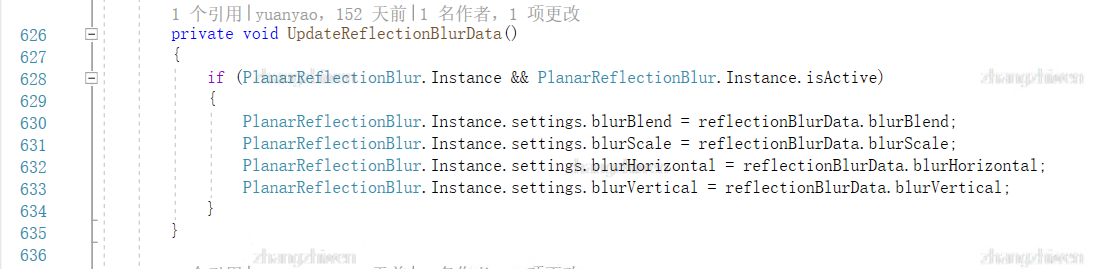 1 个引用|yuanyao，152 天前|1 名作者，1 项更改
626 private void UpdateReflectionBlurData()
627 {
628 if (PlanarReflectionBlur.Instance && PlanarReflectionBlur.Instance.isActive)
629 {
630 PlanarReflectionBlur.Instance.settings.blurBlend = reflectionBlurData.blurBlend;
631 PlanarReflectionBlur.Instance.settings.blurScale = reflectionBlurData.blurScale;
632 PlanarReflectionBlur.Instance.settings.blurHorizontal = reflectionBlurData.blurHorizontal;
633 PlanarReflectionBlur.Instance.settings.blurVertical = reflectionBlurData.blurVertical;
634 }
635 }
636
zhangzhiwen
zhangzhiwen